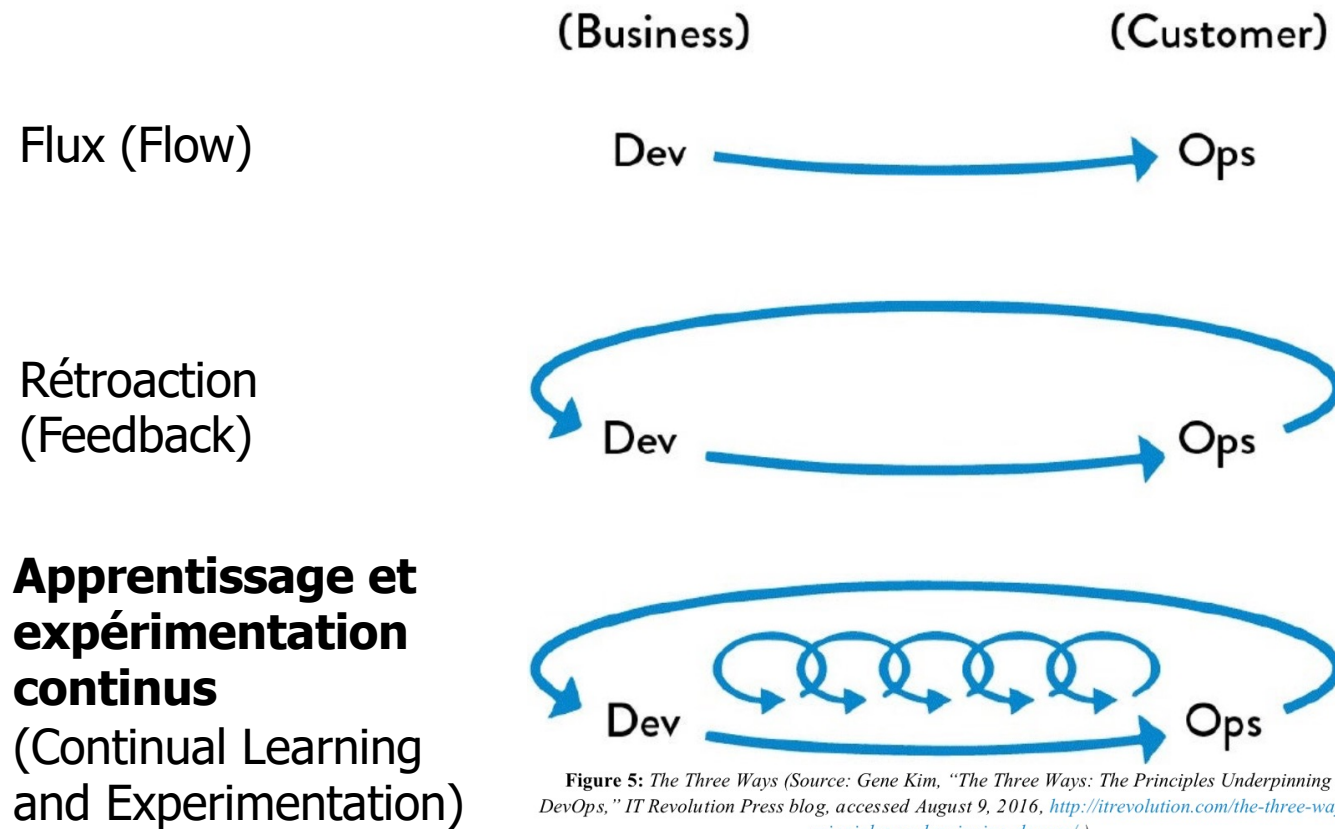 (Business) (Customer)
Flux (Flow)
Dev Ops
Rétroaction
(Feedback)
Dev Ops
Apprentissage et
expérimentation
continus
(Continual Learning
and Experimentation)
Dev Ops
Figure 5: The Three Ways (Source: Gene Kim, “The Three Ways: The Principles Underpinning
DevOps,” IT Revolution Press blog, accessed August 9, 2016, http://itrevolution.com/the-three-way